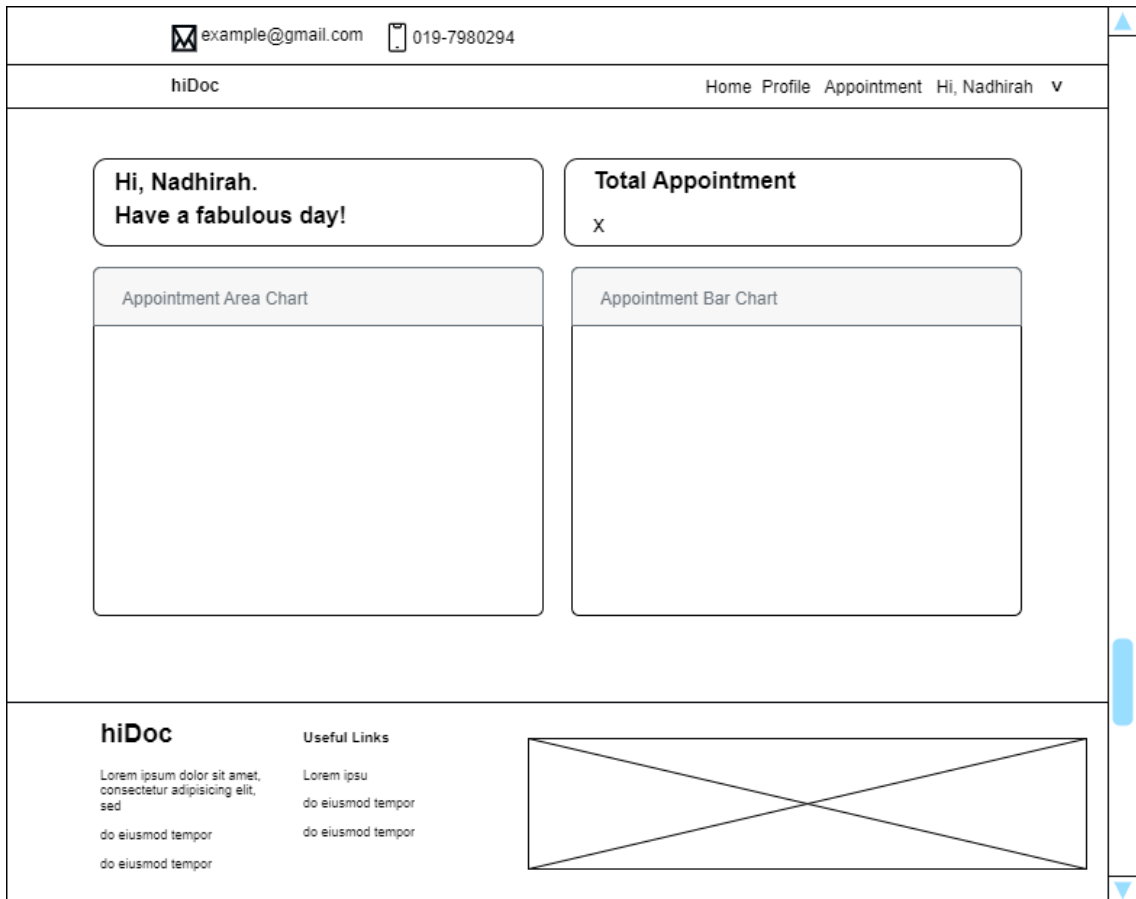 example@gmail.com 019-7980294
hiDoc Home Profile Appointment Hi, Nadhirah v
Hi, Nadhirah.
Have a fabulous day!
Total Appointment
X
Appointment Area Chart
Appointment Bar Chart
hiDoc
Lorem ipsum dolor sit amet,
consectetur adipisicing elit,
sed
do eiusmod tempor
do eiusmod tempor
Useful Links
Lorem ipsu
do eiusmod tempor
do eiusmod tempor